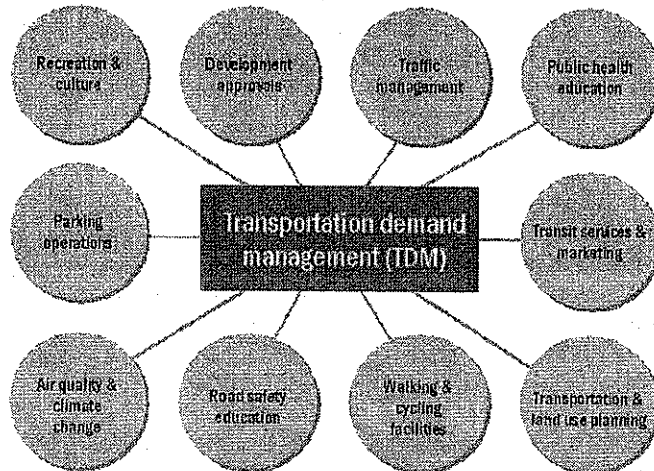 Recreation &
culture
Development
approvals
Traffic
management
Public health
education
Parking
operations
Transportation demand
management (TDM)
Transit services &
marketing
Air quality &
climate
change
Road safety
education
Walking &
cycling
facilities
Transportation &
land use planning